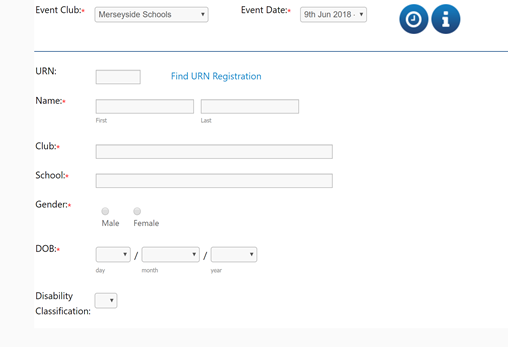 Event Club:* Merseyside Schools Event Date:* 9th Jun 2018 -
URN: Find URN Registration
Name:*
First Last
Club:*
School:*
Gender:*
Male Female
DOB:* / /
day month year
Disability
Classification: